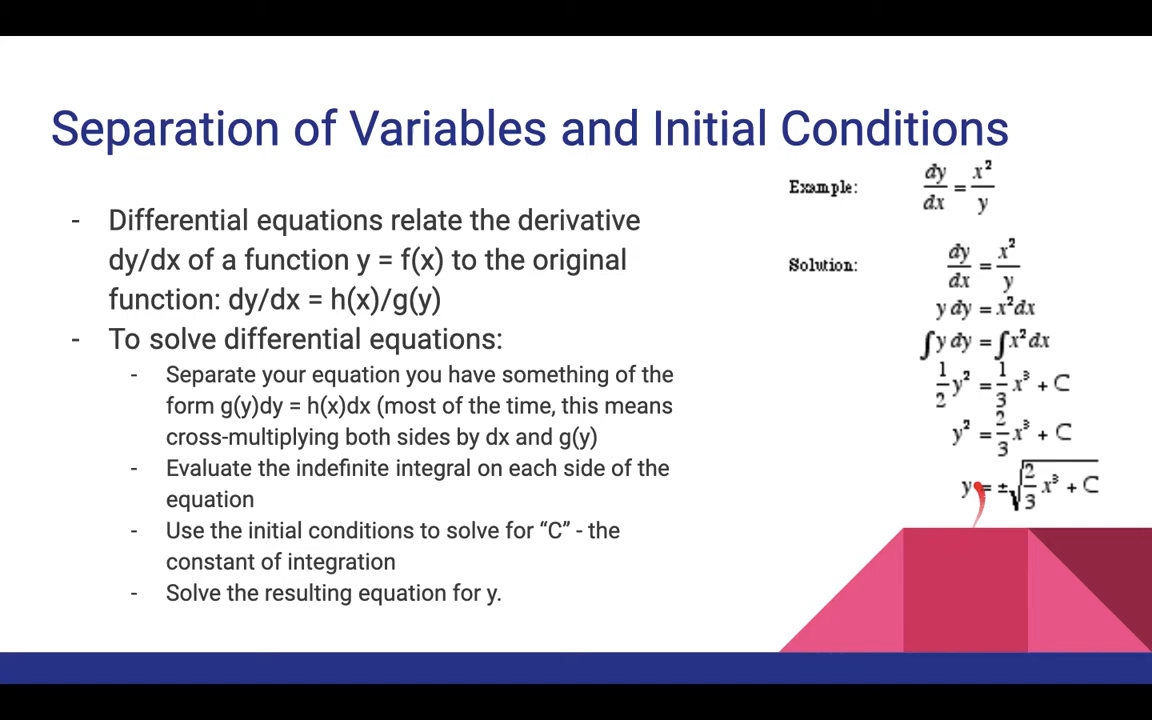 Separation of Variables and Initial Conditions
- Differential equations relate the derivative
dy/dx of a function y = f(x) to the original
function: dy/dx = h(x)/g(y)
- To solve differential equations:
- Separate your equation you have something of the
form g(y)dy = h(x)dx (most of the time, this means
cross-multiplying both sides by dx and g(y)
- Evaluate the indefinite integral on each side of the
equation
- Use the initial conditions to solve for “C” - the
constant of integration
- Solve the resulting equation for y.
Example: dy/dx = x²/y
Solution: dy/dx = x²/y
y dy = x²dx
∫y dy = ∫x²dx
1/2 y² = 1/3 x³ + C
y² = 2/3 x³ + C
y = ±√(2/3 x³ + C)